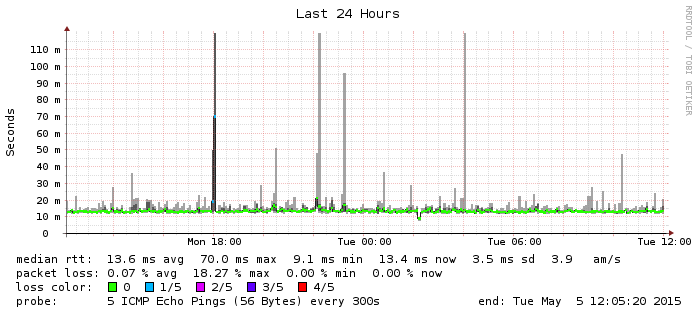 Last 24 Hours
RRDTOOL / TOBI OETIKER
Seconds
110 m
100 m
90 m
80 m
70 m
60 m
50 m
40 m
30 m
20 m
10 m
0
Mon 18:00 Tue 00:00 Tue 06:00 Tue 12:00
median rtt: 13.6 ms avg 70.0 ms max 9.1 ms min 13.4 ms now 3.5 ms sd 3.9 am/s
packet loss: 0.07 % avg 18.27 % max 0.00 % min 0.00 % now
loss color: 0 1/5 2/5 3/5 4/5
probe: 5 ICMP Echo Pings (56 Bytes) every 300s end: Tue May 5 12:05:20 2015